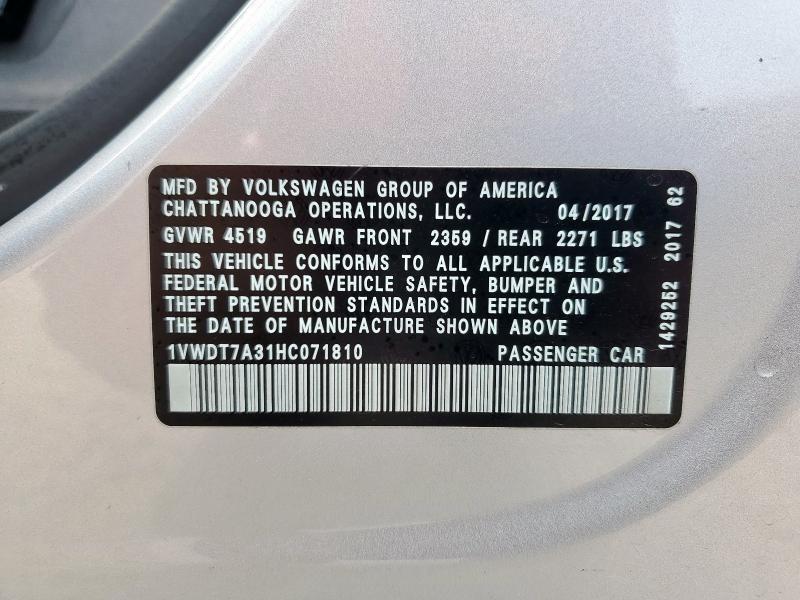 MFD BY VOLKSWAGEN GROUP OF AMERICA
CHATTANOOGA OPERATIONS, LLC. 04/2017
GVWR 4519 GAWR FRONT 2359 / REAR 2271 LBS
THIS VEHICLE CONFORMS TO ALL APPLICABLE U.S.
FEDERAL MOTOR VEHICLE SAFETY, BUMPER AND
THEFT PREVENTION STANDARDS IN EFFECT ON
THE DATE OF MANUFACTURE SHOWN ABOVE
1VWDT7A31HC071810 PASSENGER CAR
1429252 2017 62